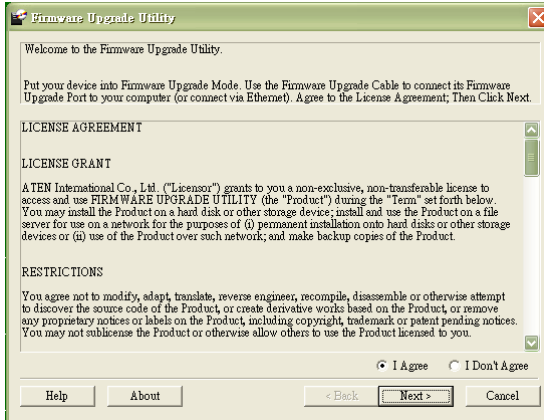 Firmware Upgrade Utility
Welcome to the Firmware Upgrade Utility.
Put your device into Firmware Upgrade Mode. Use the Firmware Upgrade Cable to connect its Firmware
Upgrade Port to your computer (or connect via Ethernet). Agree to the License Agreement; Then Click Next.
LICENSE AGREEMENT
LICENSE GRANT
ATEN International Co., Ltd. ("Licensor") grants to you a non-exclusive, non-transferable license to
access and use FIRMWARE UPGRADE UTILITY (the "Product") during the "Term" set forth below.
You may install the Product on a hard disk or other storage device; install and use the Product on a file
server for use on a network for the purposes of (i) permanent installation onto hard disks or other storage
devices or (ii) use of the Product over such network; and make backup copies of the Product.
RESTRICTIONS
You agree not to modify, adapt, translate, reverse engineer, recompile, disassemble or otherwise attempt
to discover the source code of the Product, or create derivative works based on the Product, or remove
any proprietary notices or labels on the Product, including copyright, trademark or patent pending notices.
You may not sublicense the Product or otherwise allow others to use the Product licensed to you.
I Agree I Don't Agree
Help About < Back Next > Cancel